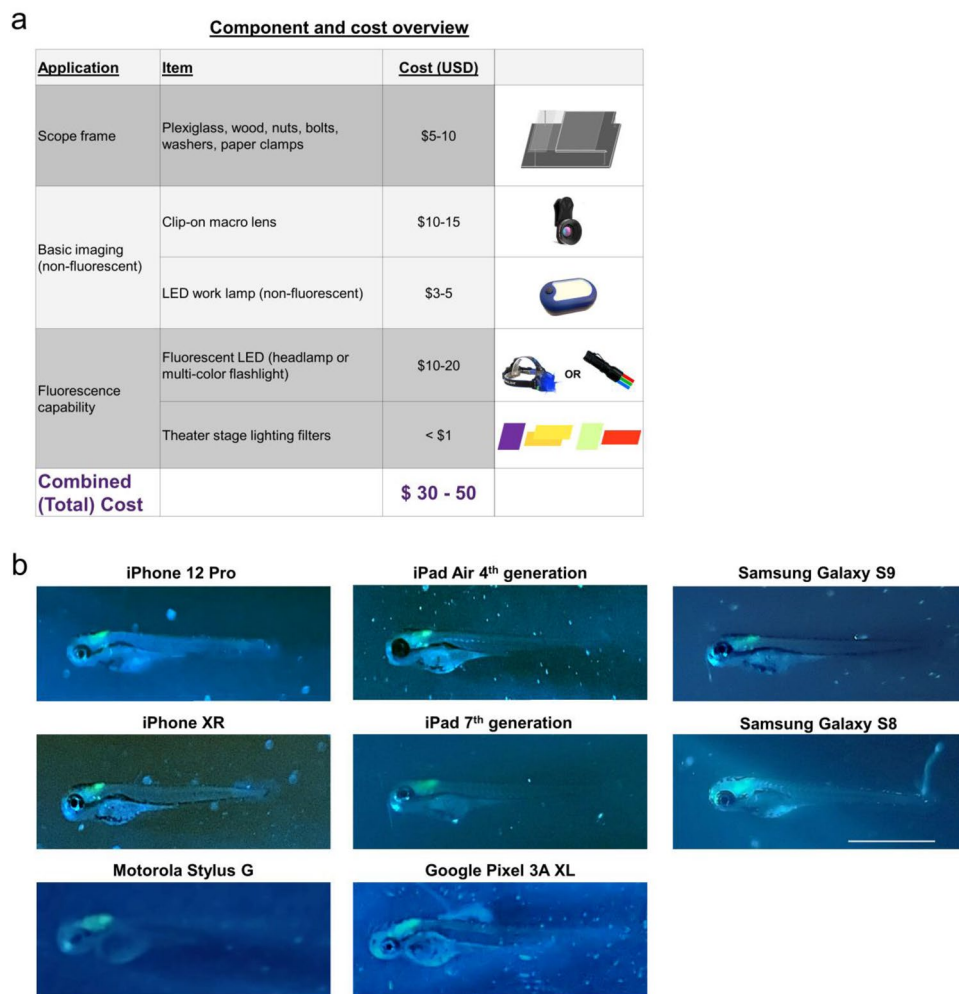 a
Component and cost overview
Application Item Cost (USD)
Scope frame
Plexiglass, wood, nuts, bolts,
washers, paper clamps
$5-10
Basic imaging
(non-fluorescent)
Clip-on macro lens
$10-15
LED work lamp (non-fluorescent)
$3-5
Fluorescence
capability
Fluorescent LED (headlamp or
multi-color flashlight)
$10-20
OR
Theater stage lighting filters
< $1
Combined
(Total) Cost
$ 30 - 50
b
iPhone 12 Pro
iPad Air 4th generation
Samsung Galaxy S9
iPhone XR
iPad 7th generation
Samsung Galaxy S8
Motorola Stylus G
Google Pixel 3A XL